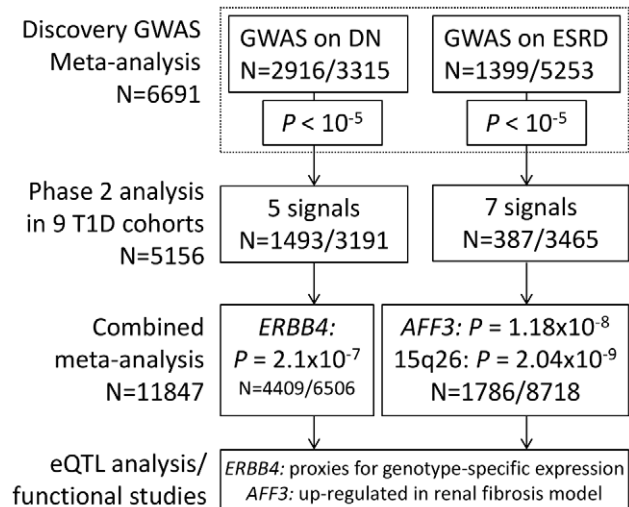 Discovery GWAS
Meta-analysis
N=6691
GWAS on DN
N=2916/3315
GWAS on ESRD
N=1399/5253
P < 10⁻⁵
P < 10⁻⁵
Phase 2 analysis
in 9 T1D cohorts
N=5156
5 signals
N=1493/3191
7 signals
N=387/3465
Combined
meta-analysis
N=11847
ERBB4:
P = 2.1x10⁻⁷
N=4409/6506
AFF3: P = 1.18x10⁻⁸
15q26: P = 2.04x10⁻⁹
N=1786/8718
eQTL analysis/
functional studies
ERBB4: proxies for genotype-specific expression
AFF3: up-regulated in renal fibrosis model